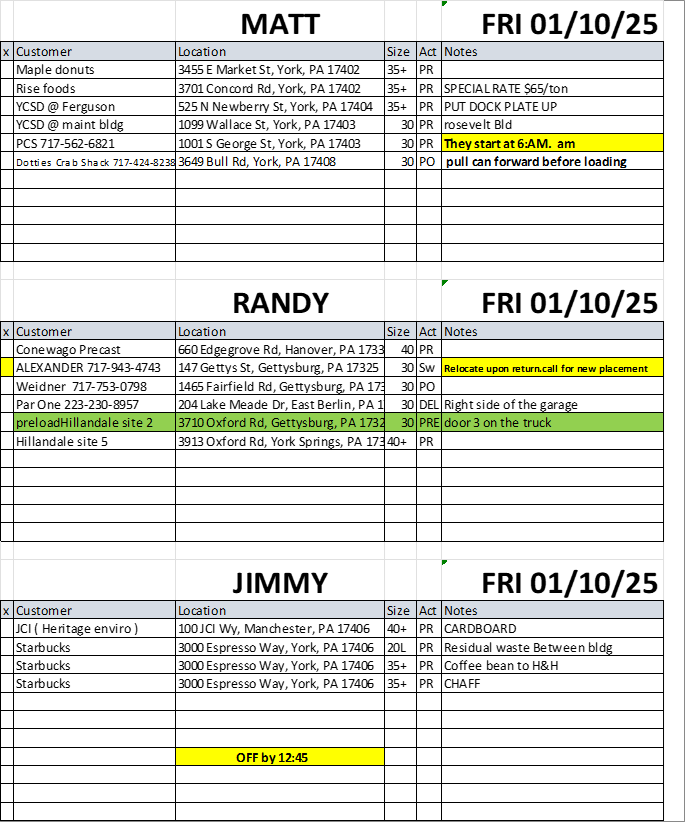 MATT FRI 01/10/25
x Customer Location Size Act Notes
Maple donuts 3455 E Market St, York, PA 17402 35+ PR
Rise foods 3701 Concord Rd, York, PA 17402 35+ PR SPECIAL RATE $65/ton
YCSD @ Ferguson 525 N Newberry St, York, PA 17404 35+ PR PUT DOCK PLATE UP
YCSD @ maint bldg 1099 Wallace St, York, PA 17403 30 PR rosevelt Bld
PCS 717-562-6821 1001 S George St, York, PA 17403 30 PR They start at 6:AM. am
Dotties Crab Shack 717-424-8238 3649 Bull Rd, York, PA 17408 30 PO pull can forward before loading
RANDY FRI 01/10/25
x Customer Location Size Act Notes
Conewago Precast 660 Edgegrove Rd, Hanover, PA 1733 40 PR
ALEXANDER 717-943-4743 147 Gettys St, Gettysburg, PA 17325 30 Sw Relocate upon return.call for new placement
Weidner 717-753-0798 1465 Fairfield Rd, Gettysburg, PA 173 30 PO
Par One 223-230-8957 204 Lake Meade Dr, East Berlin, PA 1 30 DEL Right side of the garage
preloadHillandale site 2 3710 Oxford Rd, Gettysburg, PA 1732 30 PRE door 3 on the truck
Hillandale site 5 3913 Oxford Rd, York Springs, PA 173 40+ PR
JIMMY FRI 01/10/25
x Customer Location Size Act Notes
JCI ( Heritage enviro ) 100 JCI Wy, Manchester, PA 17406 40+ PR CARDBOARD
Starbucks 3000 Espresso Way, York, PA 17406 20L PR Residual waste Between bldg
Starbucks 3000 Espresso Way, York, PA 17406 35+ PR Coffee bean to H&H
Starbucks 3000 Espresso Way, York, PA 17406 35+ PR CHAFF
OFF by 12:45